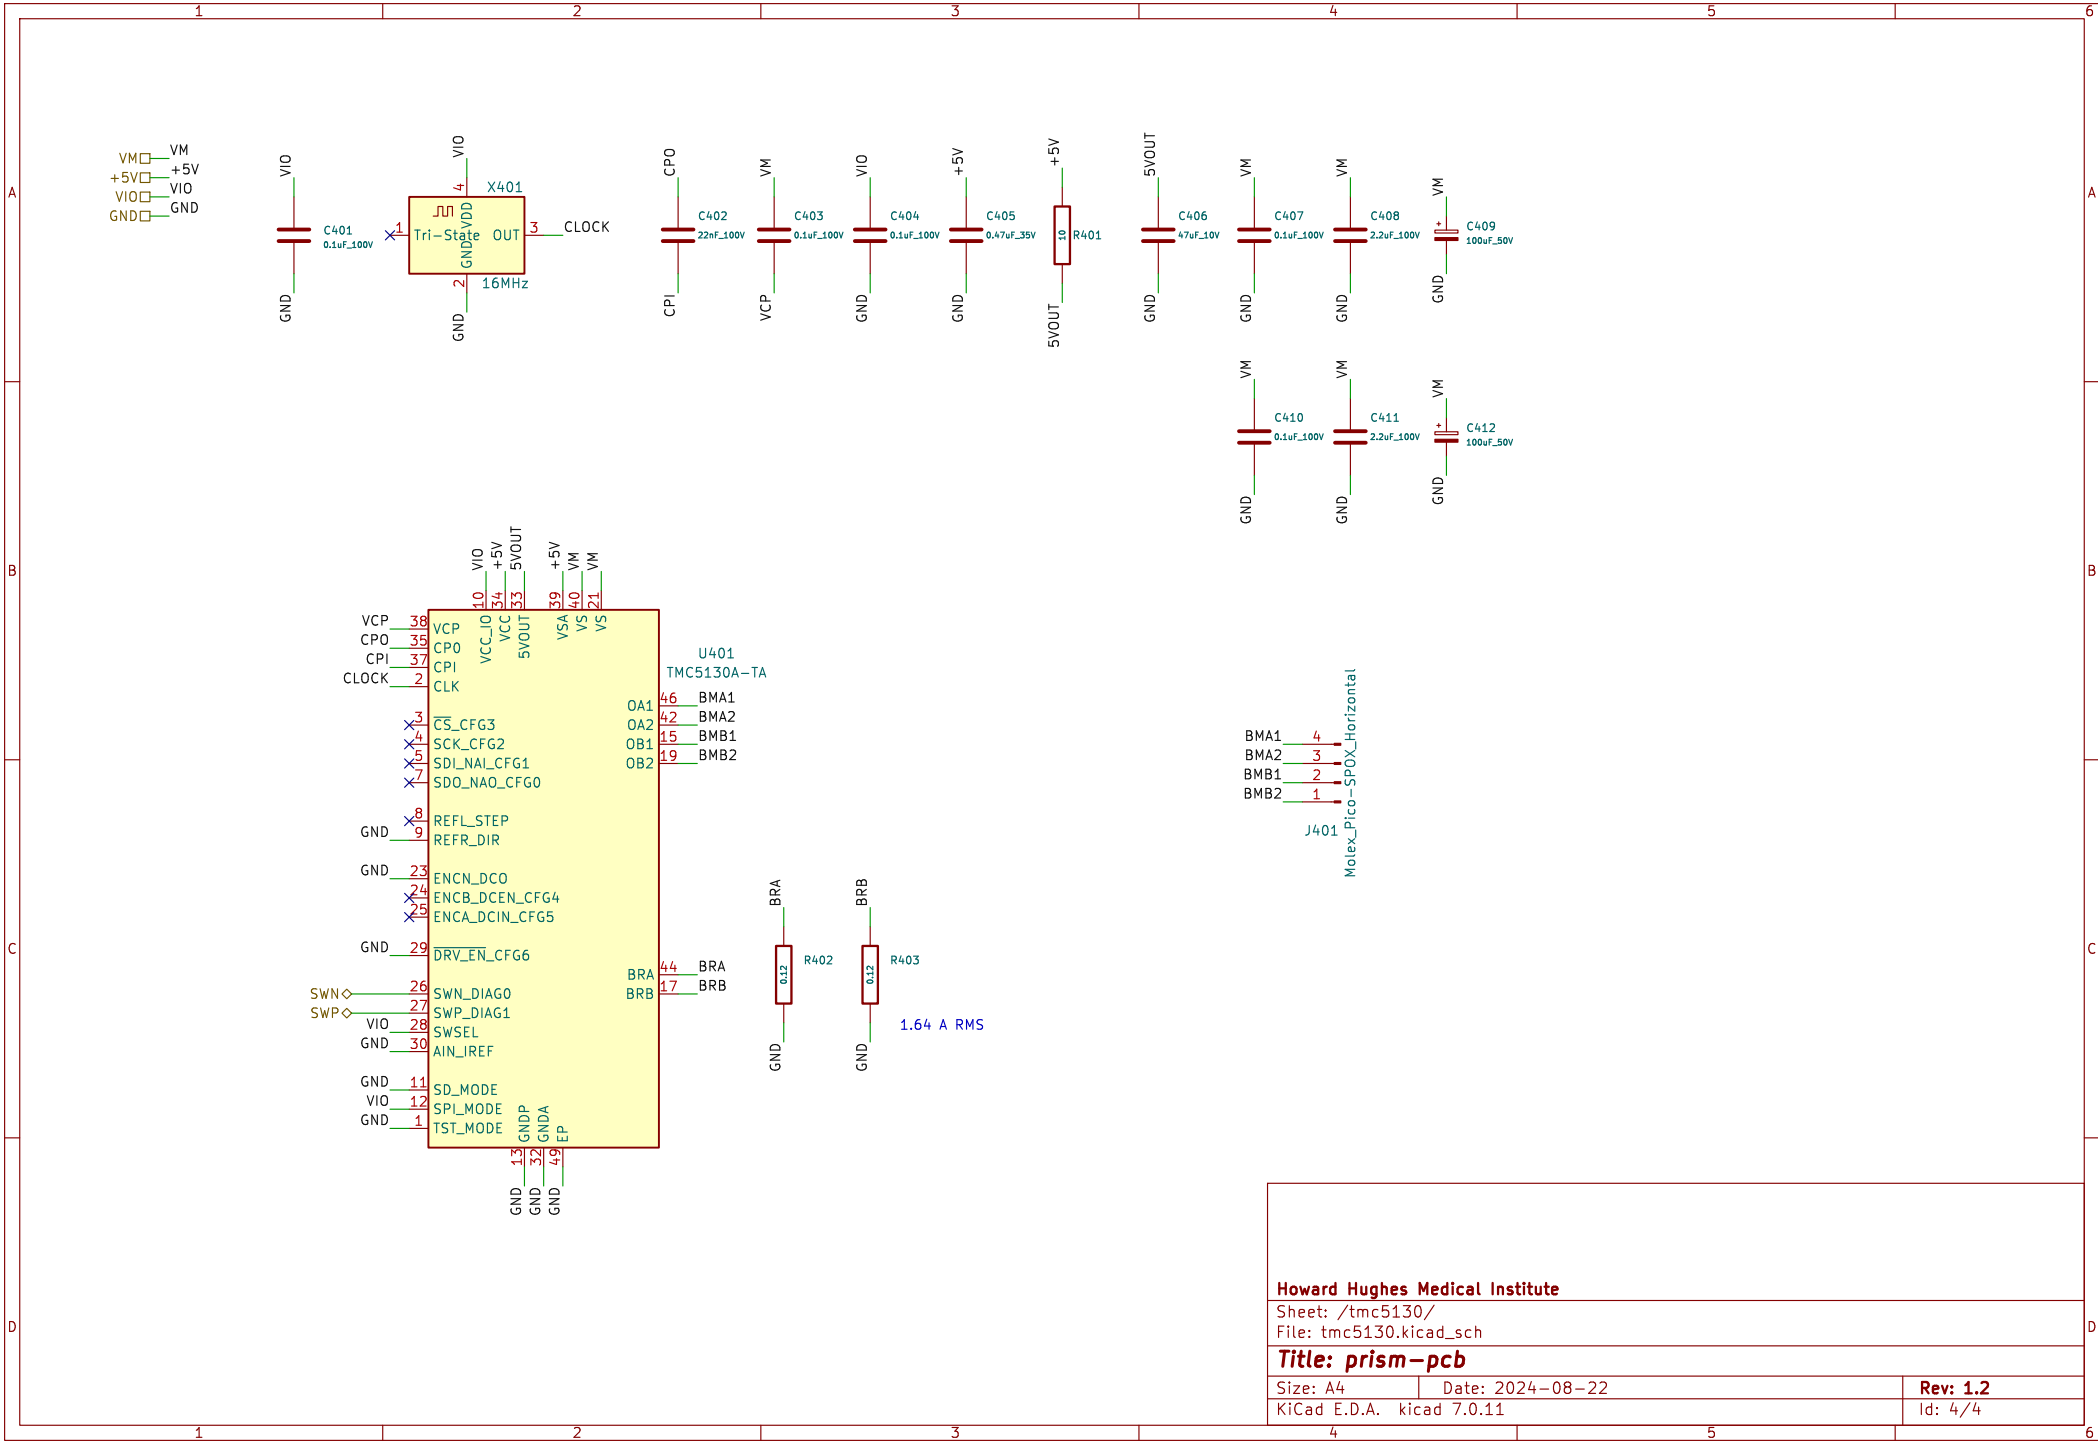 1 2 3 4 5 6
A
B
C
D
A
B
C
D
1 2 3 4 5 6
VM VM
+5V +5V
VIO VIO
GND GND
VIO
C401
0.1uF_100V
GND
VIO
4
X401
VDD
1
Tri-State
OUT
3
CLOCK
GND
2
16MHz
GND
CPO
C402
22nF_100V
CPI
VM
C403
0.1uF_100V
VCP
VIO
C404
0.1uF_100V
GND
+5V
C405
0.47uF_35V
GND
+5V
10
R401
5VOUT
5VOUT
C406
47uF_10V
GND
VM
C407
0.1uF_100V
GND
VM
C408
2.2uF_100V
GND
VM
+
C409
100uF_50V
GND
VM
C410
0.1uF_100V
GND
VM
C411
2.2uF_100V
GND
VM
+
C412
100uF_50V
GND
VIO
+5V
5VOUT
+5V
VM
VM
10
34
33
39
40
21
VCC_IO
VCC
5VOUT
VSA
VS
VS
U401
TMC5130A-TA
VCP 38 VCP
CPO 35 CP0
CPI 37 CPI
CLOCK 2 CLK
3 CS_CFG3
4 SCK_CFG2
5 SDI_NAI_CFG1
7 SDO_NAO_CFG0
8 REFL_STEP
GND 9 REFR_DIR
GND 23 ENCN_DCO
24 ENCB_DCEN_CFG4
25 ENCA_DCIN_CFG5
GND 29 DRV_EN_CFG6
SWN 26 SWN_DIAG0
SWP 27 SWP_DIAG1
VIO 28 SWSEL
GND 30 AIN_IREF
GND 11 SD_MODE
VIO 12 SPI_MODE
GND 1 TST_MODE
OA1 46 BMA1
OA2 42 BMA2
OB1 15 BMB1
OB2 19 BMB2
BRA 44 BRA
BRB 17 BRB
GNDP
GNDA
EP
13
32
49
GND
GND
GND
BRA
0.12
R402
GND
BRB
0.12
R403
GND
1.64 A RMS
BMA1 4
BMA2 3
BMB1 2
BMB2 1
J401
Molex_Pico-SPOX_Horizontal
Howard Hughes Medical Institute
Sheet: /tmc5130/
File: tmc5130.kicad_sch
Title: prism-pcb
Size: A4 Date: 2024-08-22 Rev: 1.2
KiCad E.D.A. kicad 7.0.11 Id: 4/4